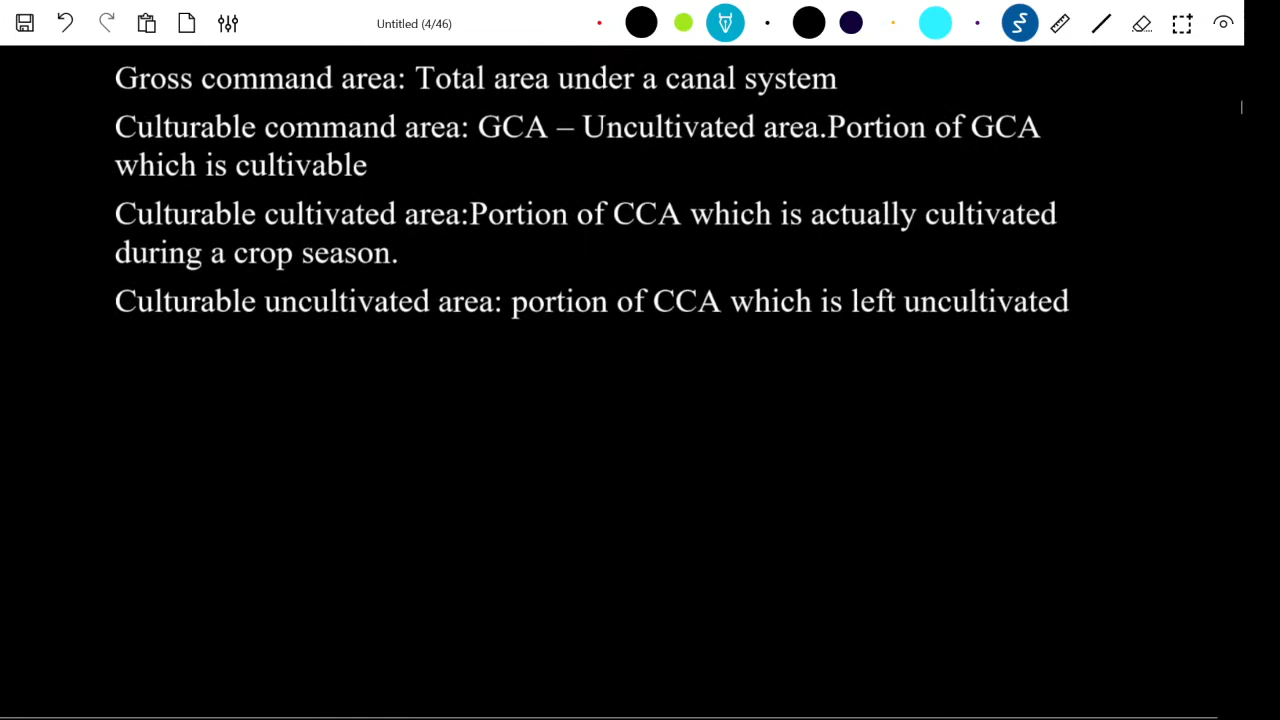 Untitled (4/46)
Gross command area: Total area under a canal system
Culturable command area: GCA – Uncultivated area.Portion of GCA
which is cultivable
Culturable cultivated area:Portion of CCA which is actually cultivated
during a crop season.
Culturable uncultivated area: portion of CCA which is left uncultivated